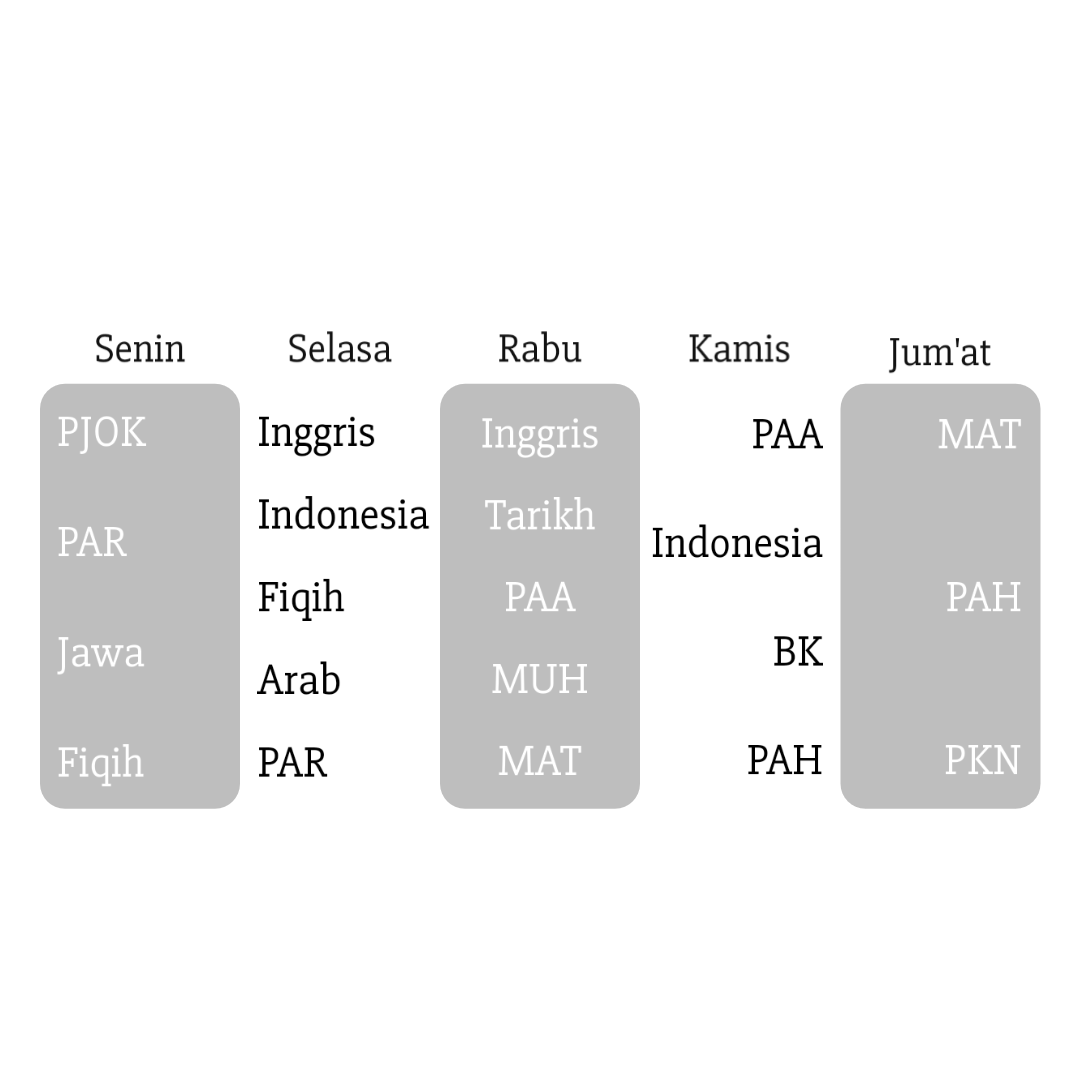 Senin
Selasa
Rabu
Kamis
Jum'at
PJOK
PAR
Jawa
Fiqih
Inggris
Indonesia
Fiqih
Arab
PAR
Inggris
Tarikh
PAA
MUH
MAT
PAA
Indonesia
BK
PAH
MAT
PAH
PKN